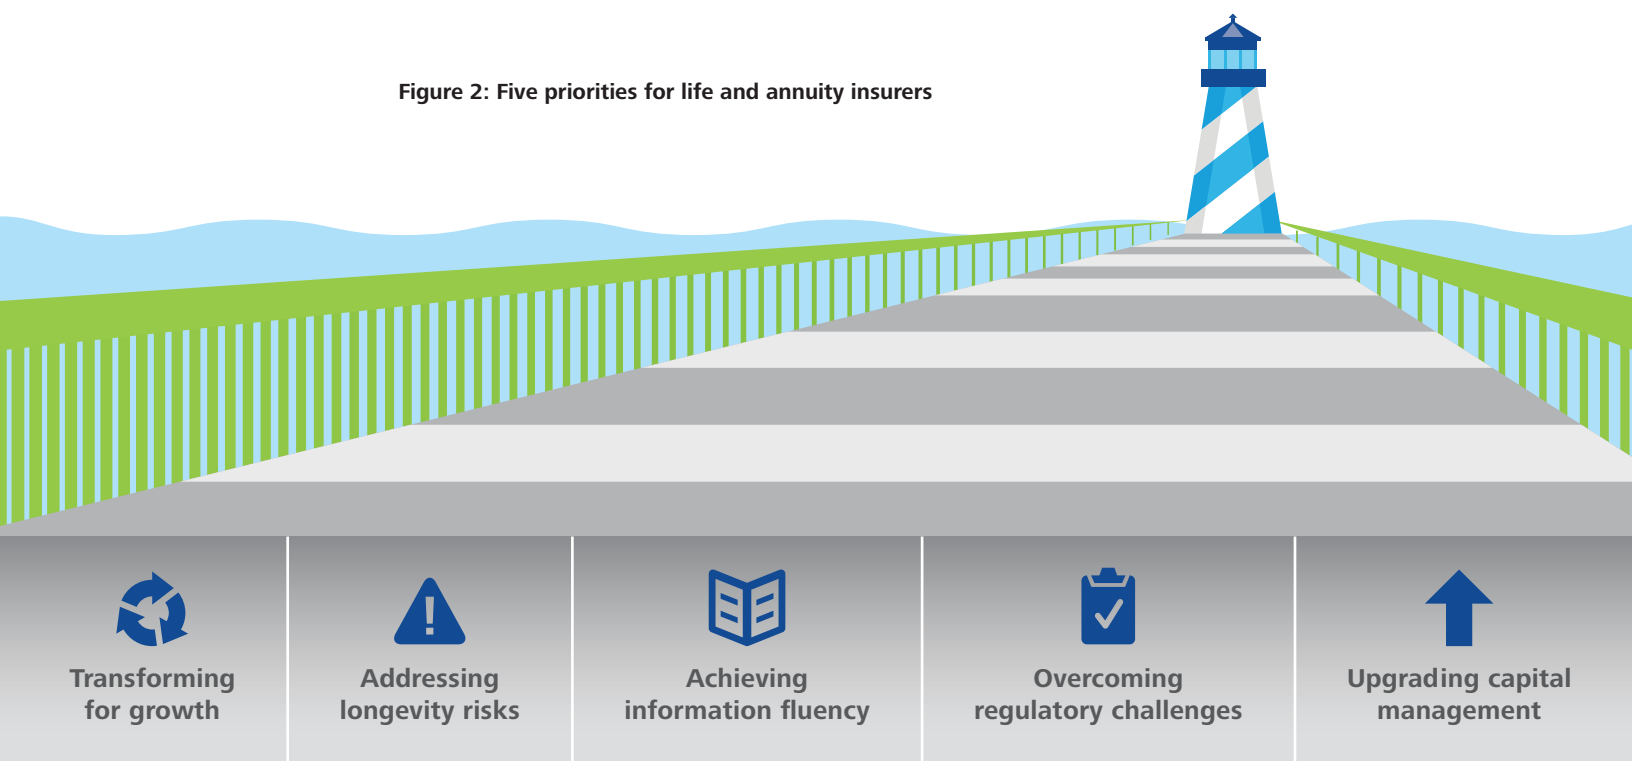 Figure 2: Five priorities for life and annuity insurers
Transforming
for growth
Addressing
longevity risks
Achieving
information fluency
Overcoming
regulatory challenges
Upgrading capital
management